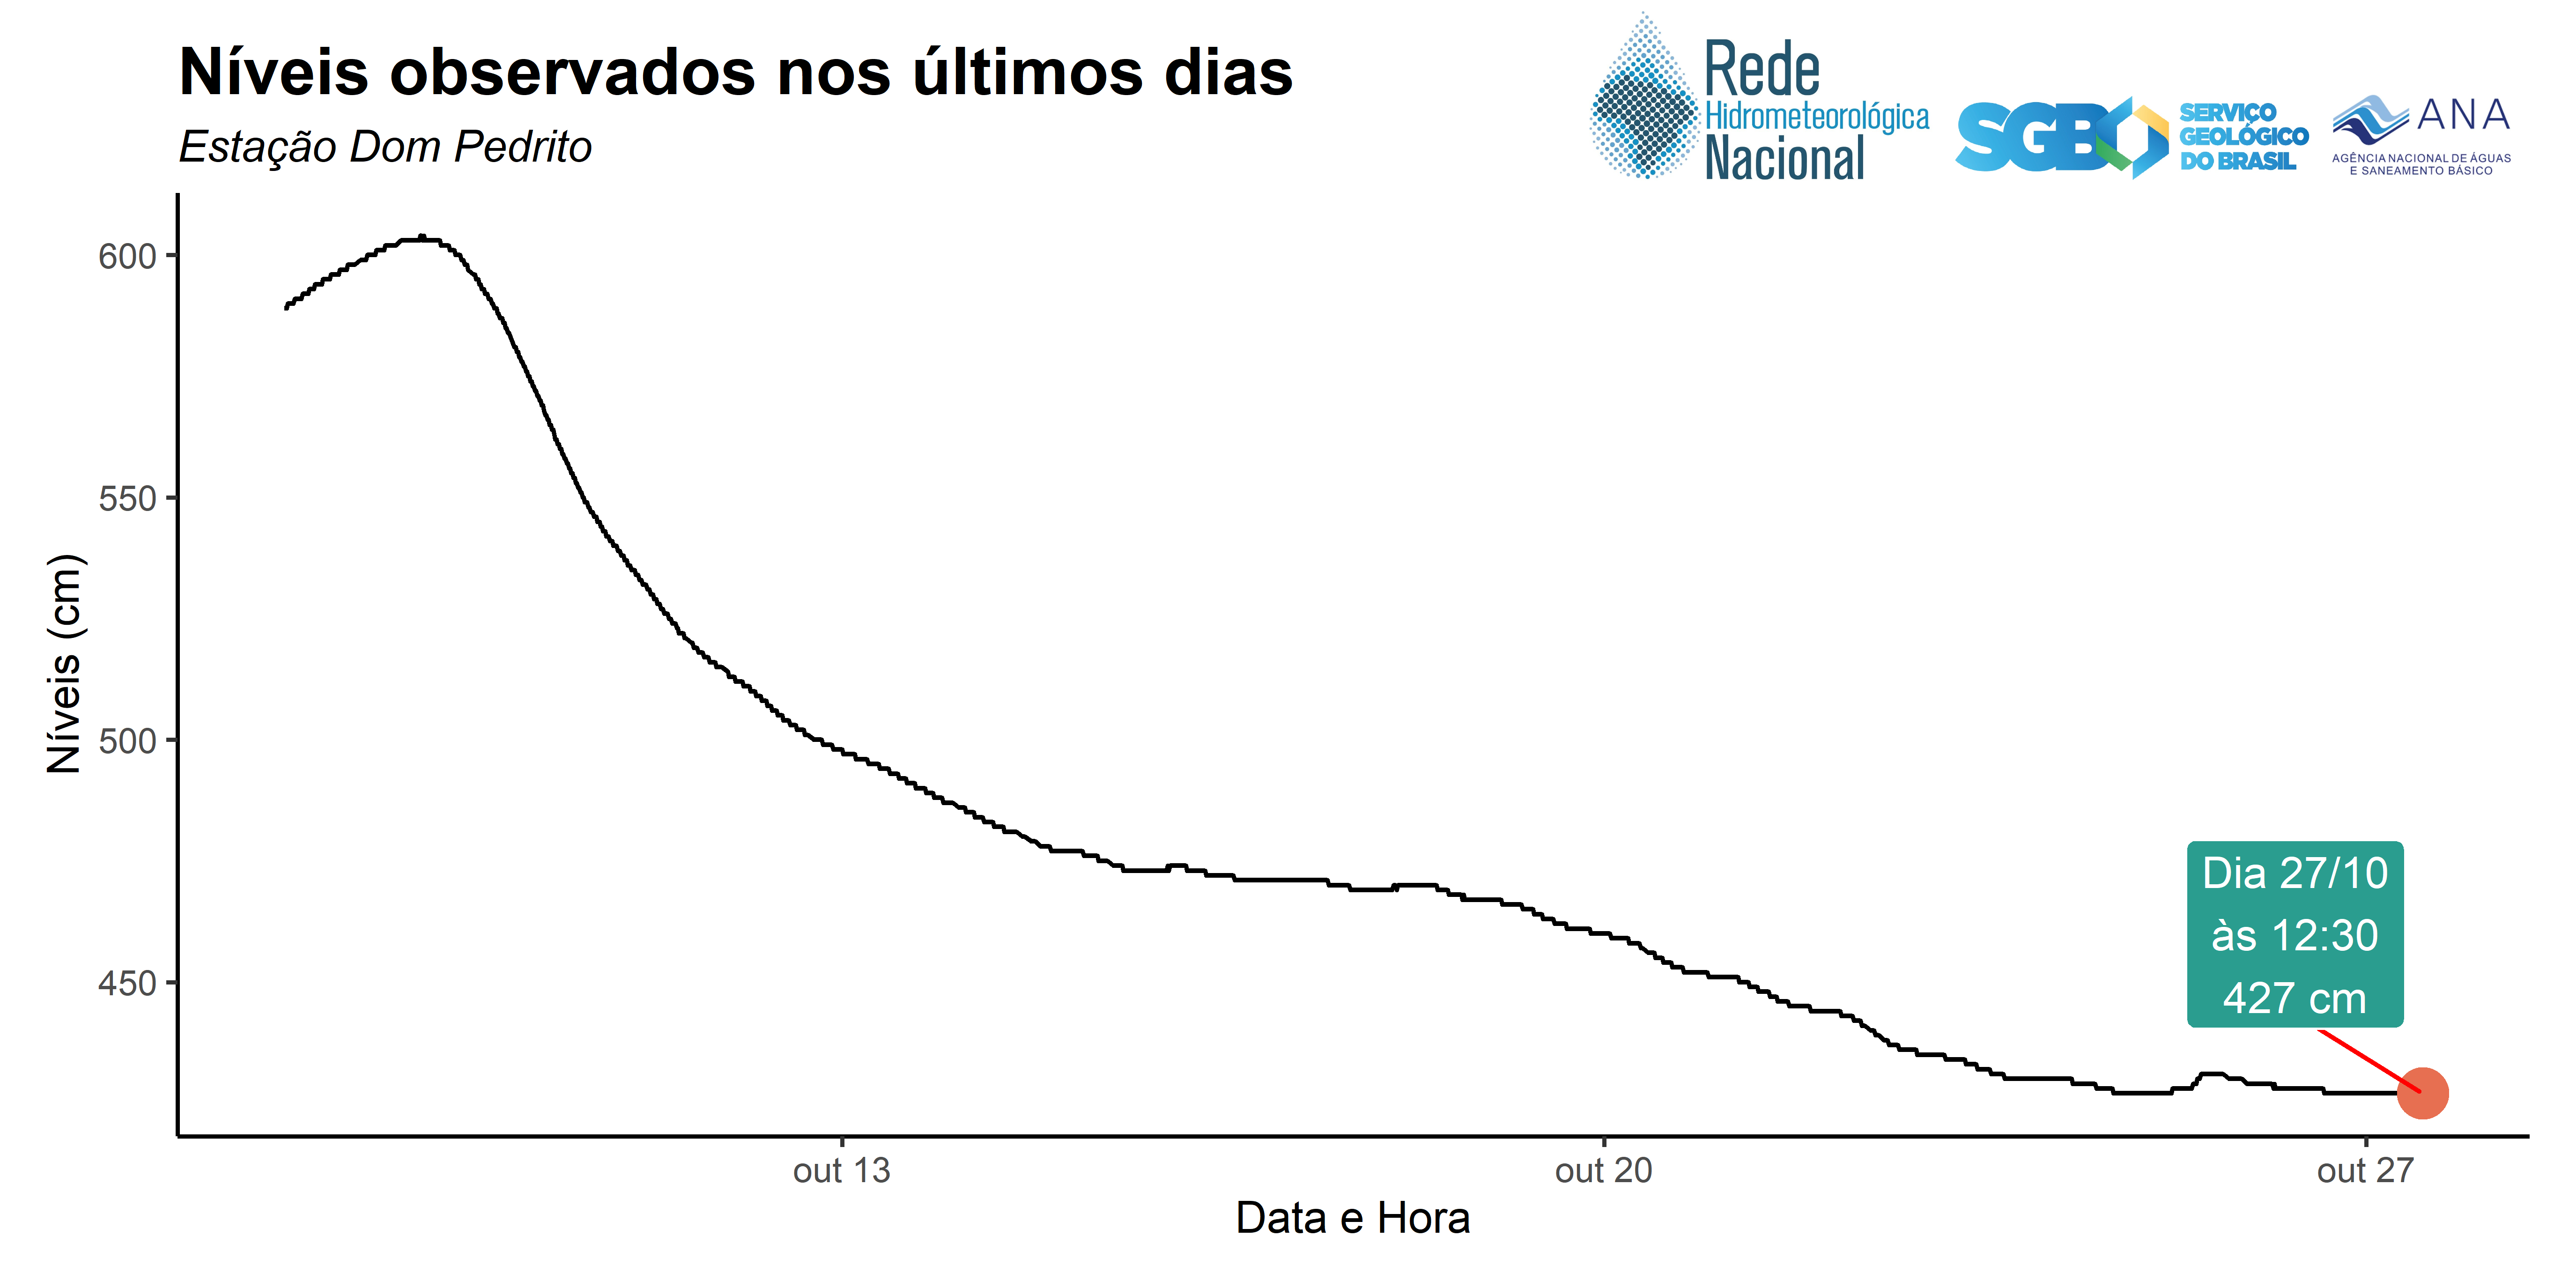 Níveis observados nos últimos dias
Estação Dom Pedrito
Rede
Hidrometeorológica
Nacional
SGB
SERVIÇO
GEOLÓGICO
DO BRASIL
ANA
AGÊNCIA NACIONAL DE ÁGUAS
E SANEAMENTO BÁSICO
Níveis (cm)
600
550
500
450
Dia 27/10
às 12:30
427 cm
out 13
out 20
out 27
Data e Hora